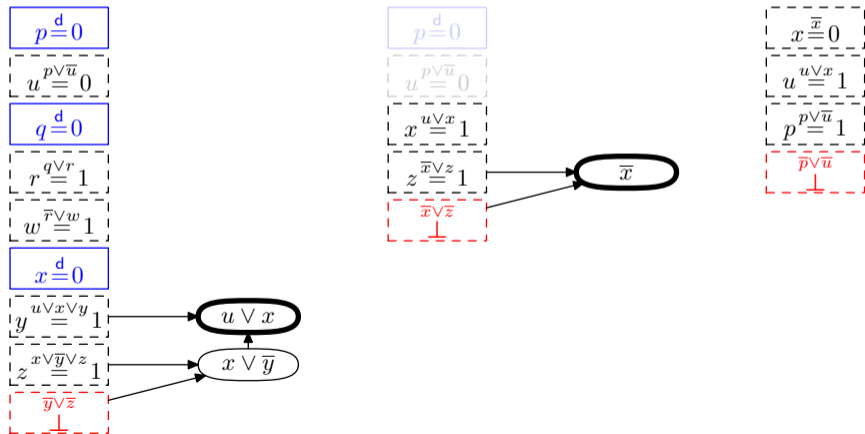 p =ᵈ 0
u =^{p∨u̅} 0
q =ᵈ 0
r =^{q∨r} 1
w =^{r̅∨w} 1
x =ᵈ 0
y =^{u∨x∨y} 1
u ∨ x
z =^{x∨y̅∨z} 1
x ∨ y̅
y̅∨z̅
⊥
p =ᵈ 0
u =^{p∨u̅} 0
x =^{u∨x} 1
z =^{x̅∨z} 1
x̅
x̅∨z̅
⊥
x =^{x̅} 0
u =^{u∨x} 1
p =^{p∨u̅} 1
p̅∨u̅
⊥